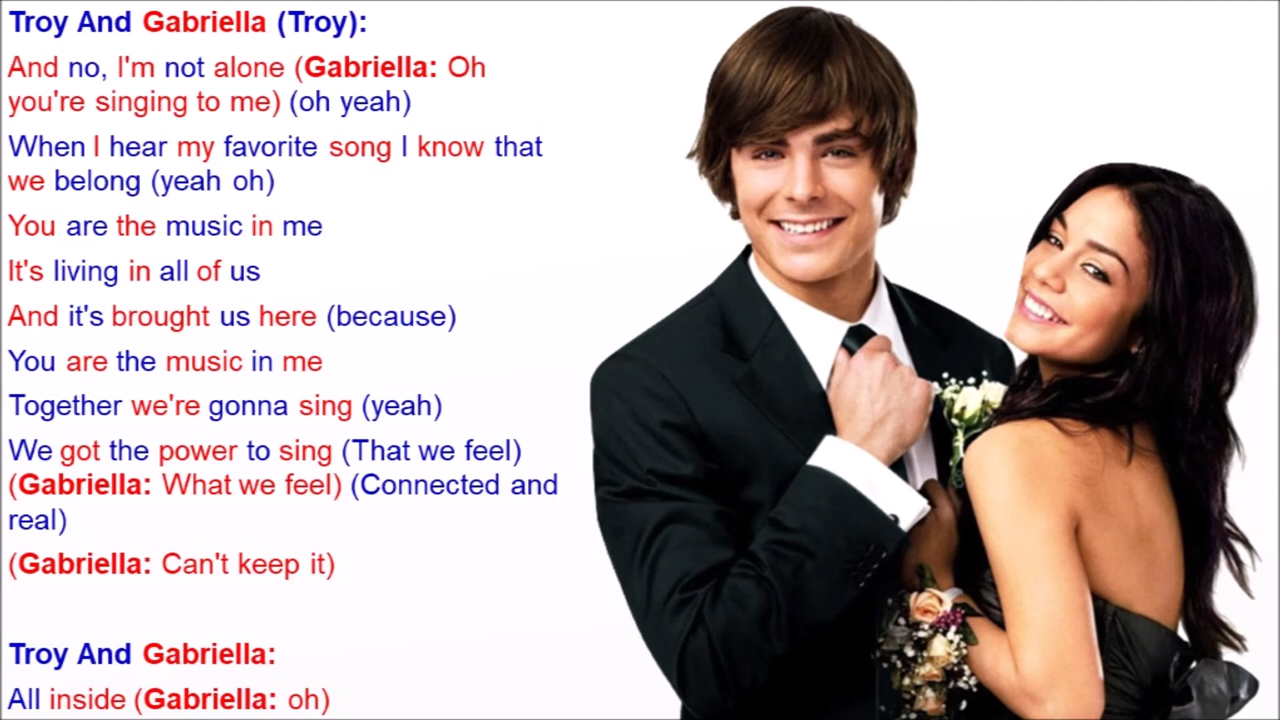 Troy And Gabriella (Troy):
And no, I'm not alone (Gabriella: Oh
you're singing to me) (oh yeah)
When I hear my favorite song I know that
we belong (yeah oh)
You are the music in me
It's living in all of us
And it's brought us here (because)
You are the music in me
Together we're gonna sing (yeah)
We got the power to sing (That we feel)
(Gabriella: What we feel) (Connected and
real)
(Gabriella: Can't keep it)
Troy And Gabriella:
All inside (Gabriella: oh)